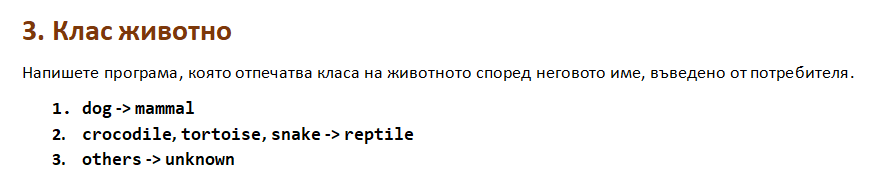 3. Клас животно
Напишете програма, която отпечатва класа на животното според неговото име, въведено от потребителя.
1. dog -> mammal
2. crocodile, tortoise, snake -> reptile
3. others -> unknown